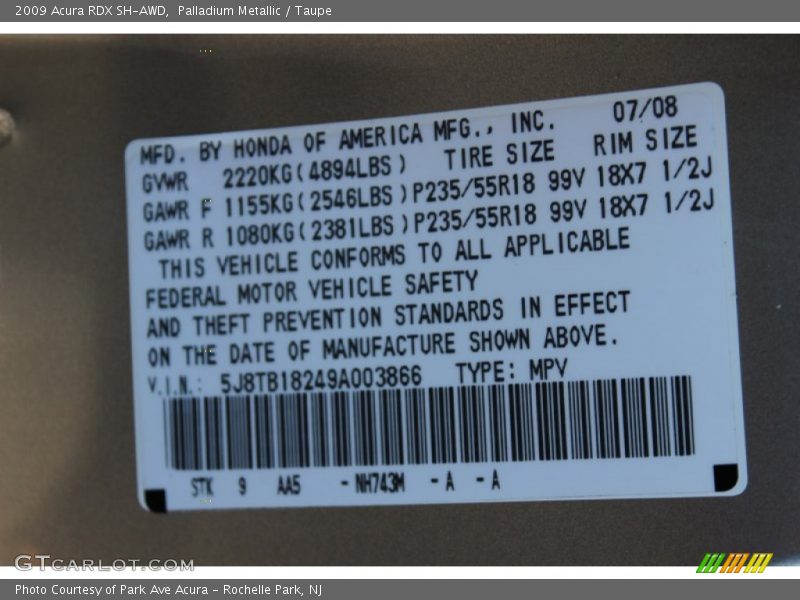 2009 Acura RDX SH-AWD, Palladium Metallic / Taupe
MFD. BY HONDA OF AMERICA MFG., INC. 07/08
GVWR 2220KG(4894LBS) TIRE SIZE RIM SIZE
GAWR F 1155KG(2546LBS)P235/55R18 99V 18X7 1/2J
GAWR R 1080KG(2381LBS)P235/55R18 99V 18X7 1/2J
THIS VEHICLE CONFORMS TO ALL APPLICABLE
FEDERAL MOTOR VEHICLE SAFETY
AND THEFT PREVENTION STANDARDS IN EFFECT
ON THE DATE OF MANUFACTURE SHOWN ABOVE.
V.I.N.: 5J8TB18249A003866 TYPE: MPV
STK 9 AA5 -NH743M -A -A
GTCARLOT.COM
Photo Courtesy of Park Ave Acura - Rochelle Park, NJ